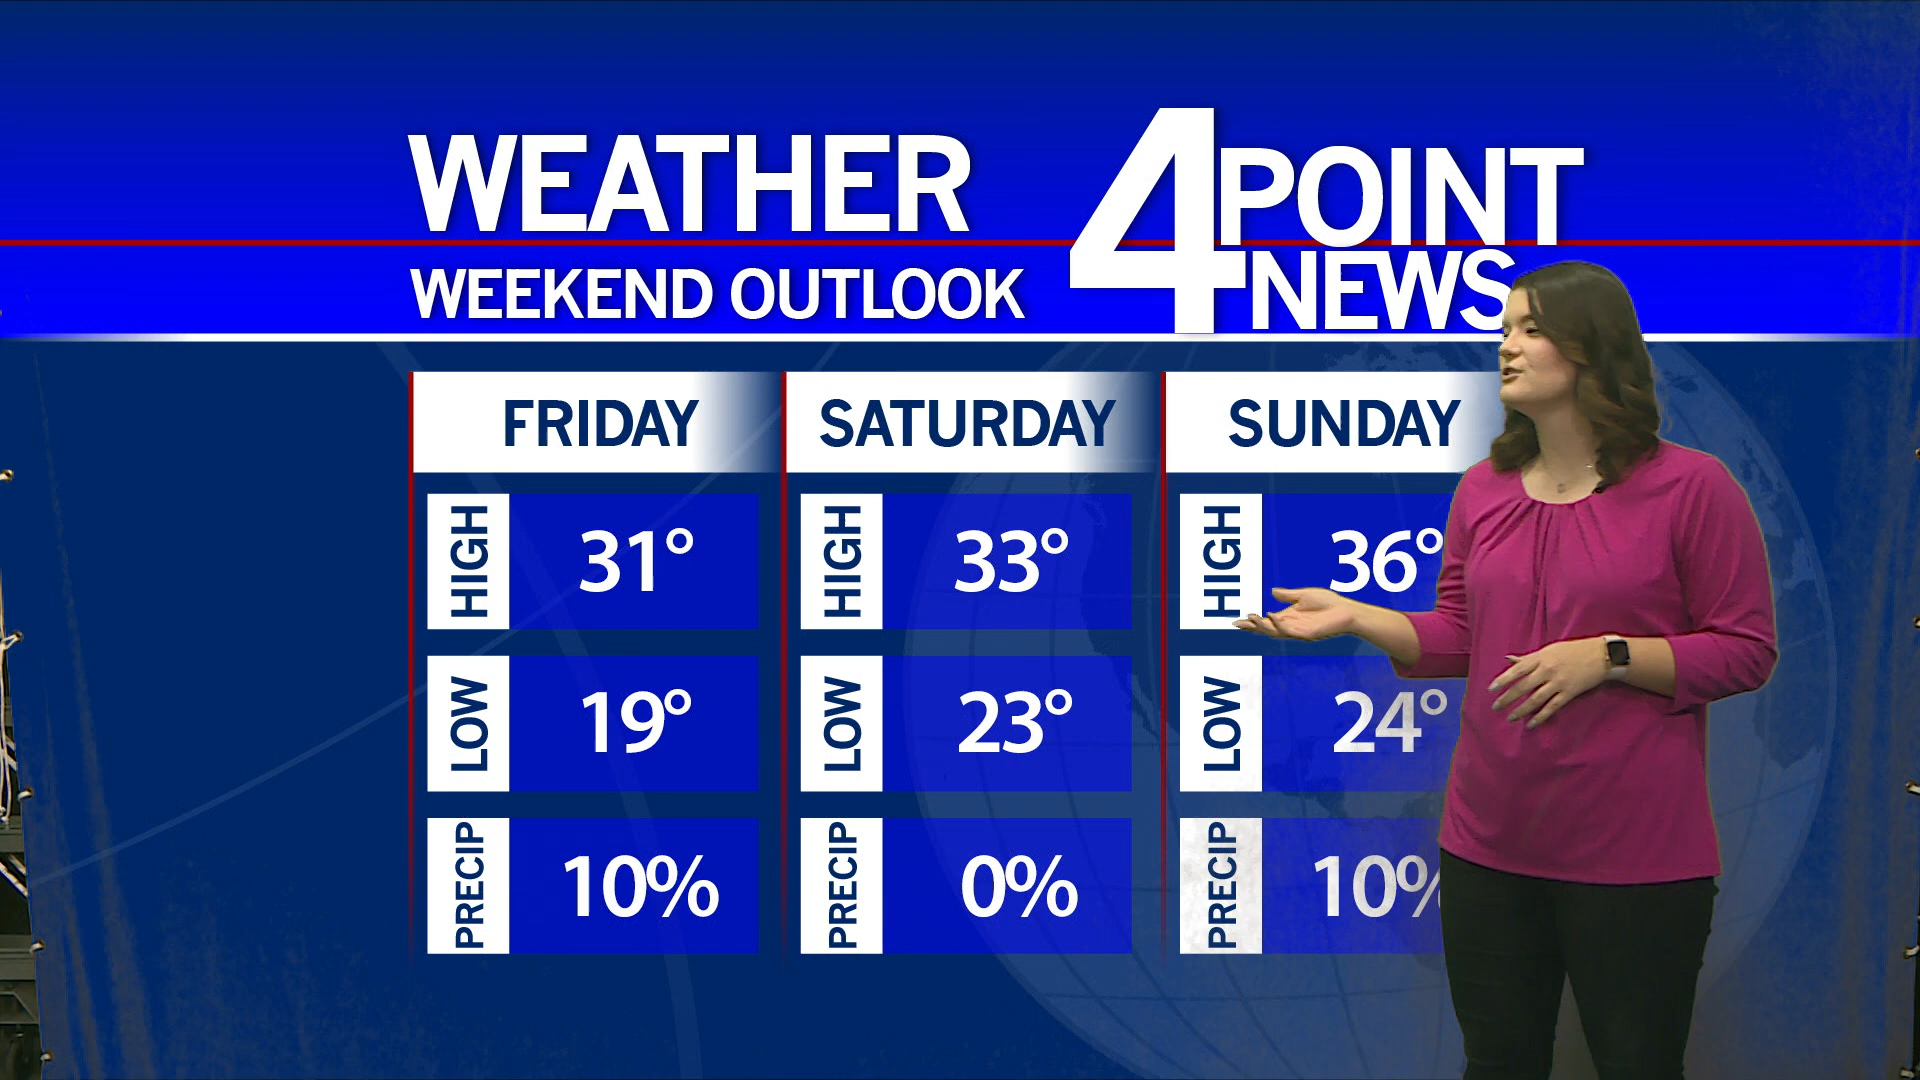 WEATHER
WEEKEND OUTLOOK
4 POINT
NEWS
FRIDAY SATURDAY SUNDAY
HIGH 31° HIGH 33° HIGH 36°
LOW 19° LOW 23° LOW 24°
PRECIP 10% PRECIP 0% PRECIP 10%